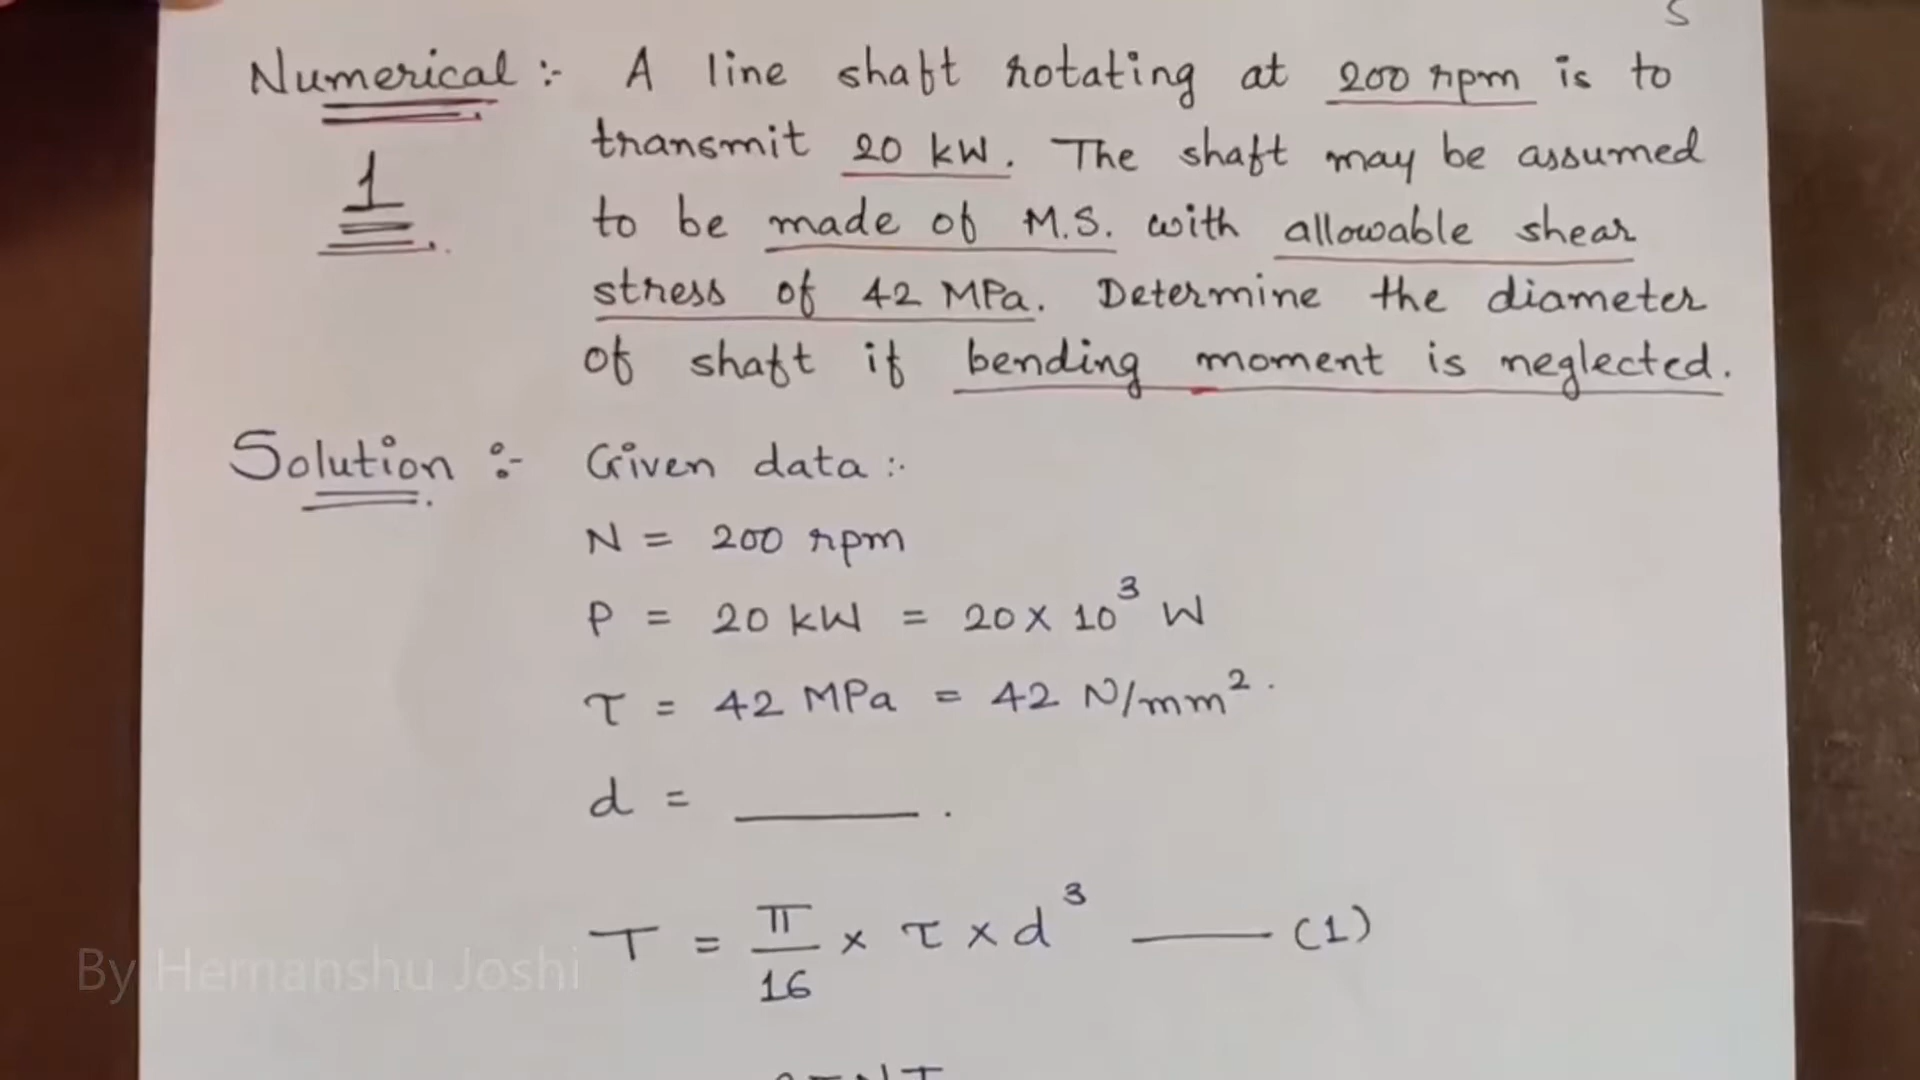 5
Numerical :- A line shaft rotating at 200 rpm is to
1
transmit 20 kW. The shaft may be assumed
to be made of M.S. with allowable shear
stress of 42 MPa. Determine the diameter
of shaft if bending moment is neglected.
Solution :- Given data :-
N = 200 rpm
P = 20 kW = 20 x 10³ W
τ = 42 MPa = 42 N/mm².
d = ______ .
T = π/16 x τ x d³ —— (1)
By Hemanshu Joshi